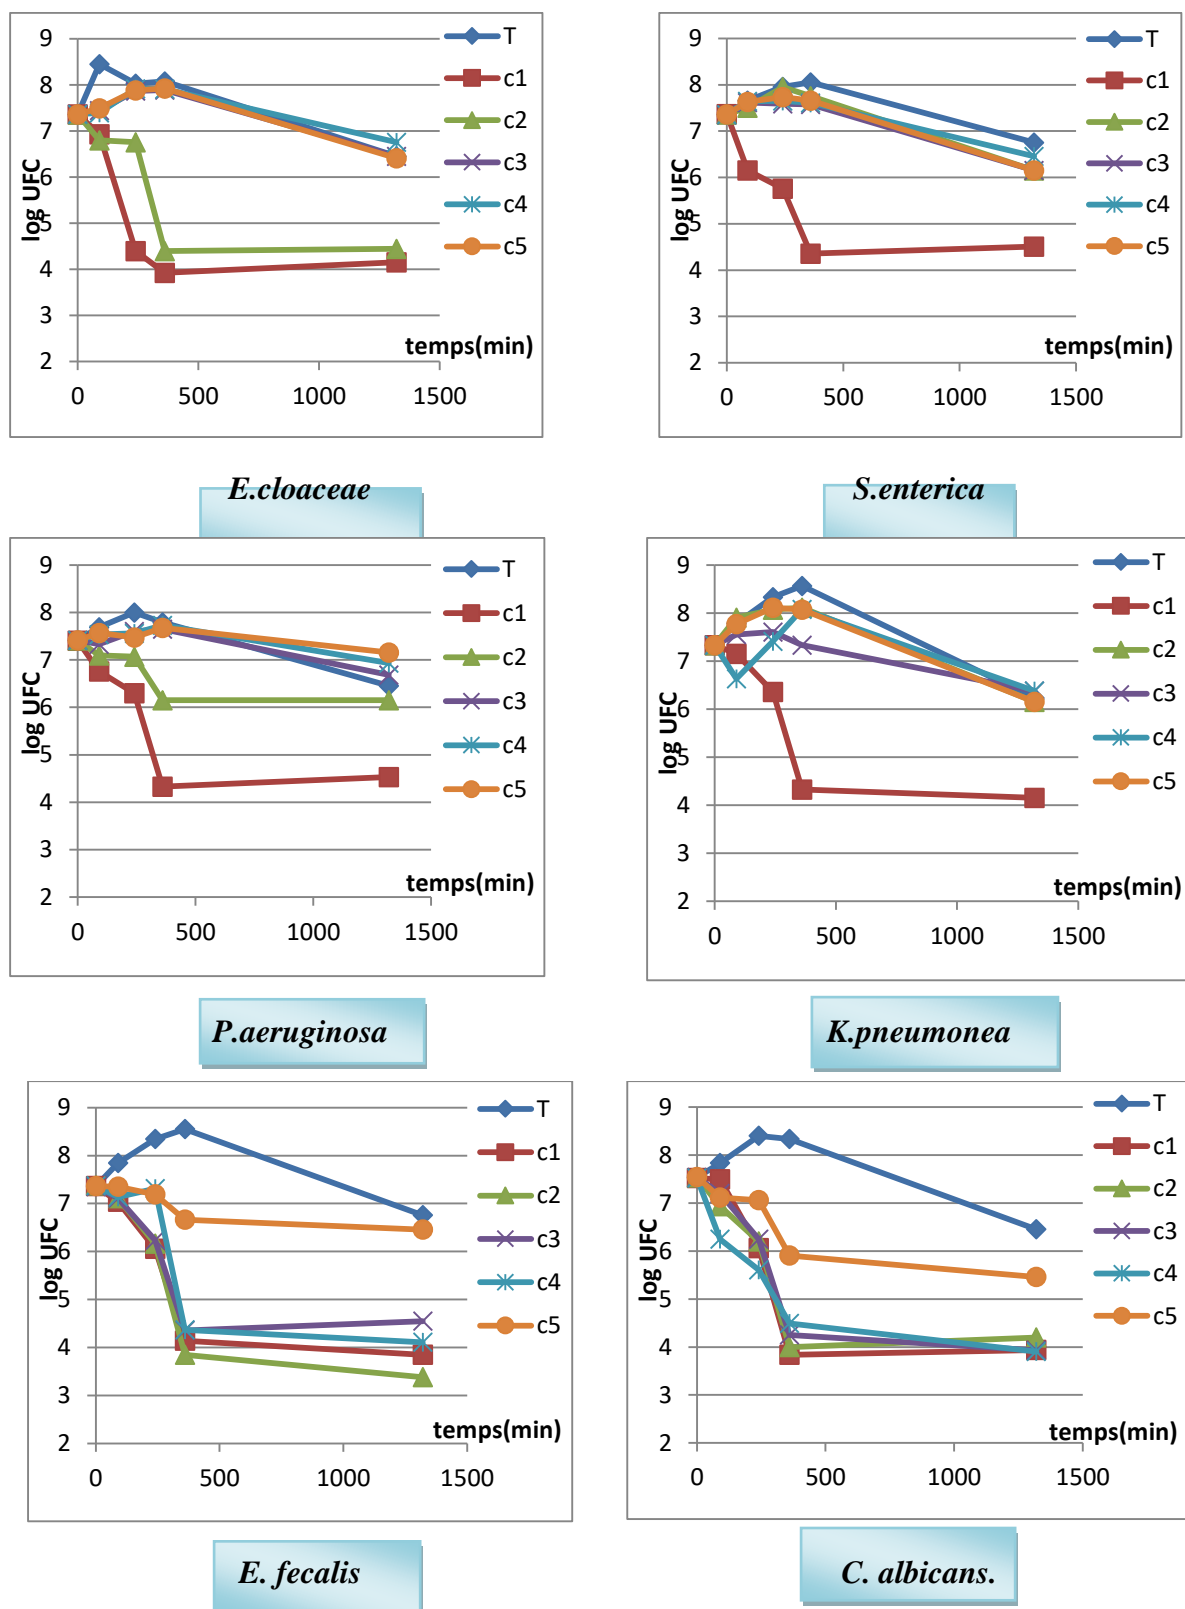 9
8
7
6
5
4
3
2
log UFC
0 500 1000 1500
temps(min)
T
c1
c2
c3
c4
c5
E.cloaceae
9
8
7
6
5
4
3
2
log UFC
0 500 1000 1500
temps(min)
T
c1
c2
c3
c4
c5
S.enterica
9
8
7
6
5
4
3
2
log UFC
0 500 1000 1500
temps(min)
T
c1
c2
c3
c4
c5
P.aeruginosa
9
8
7
6
5
4
3
2
log UFC
0 500 1000 1500
temps(min)
T
c1
c2
c3
c4
c5
K.pneumonea
9
8
7
6
5
4
3
2
log UFC
0 500 1000 1500
temps(min)
T
c1
c2
c3
c4
c5
E. fecalis
9
8
7
6
5
4
3
2
log UFC
0 500 1000 1500
temps(min)
T
c1
c2
c3
c4
c5
C. albicans.